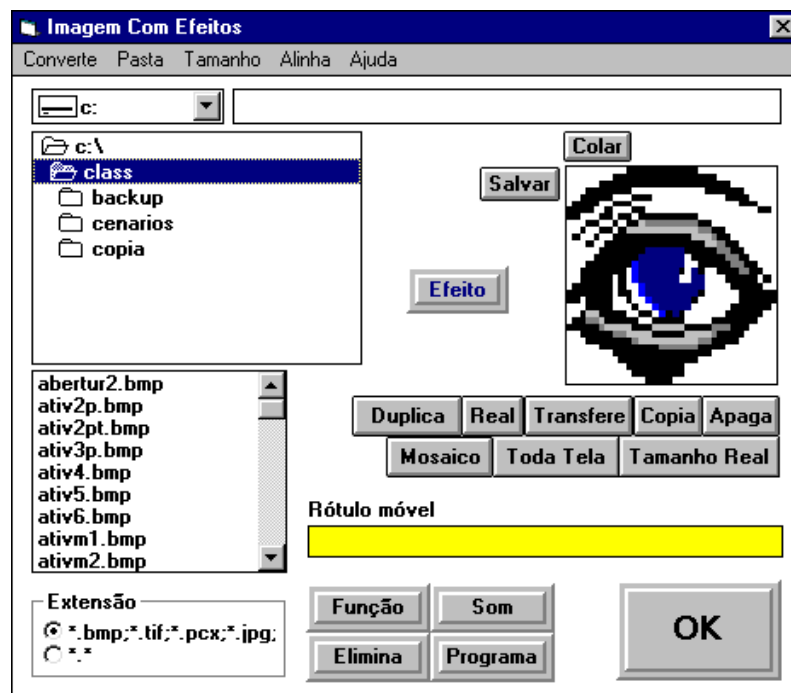 Imagem Com Efeitos
Converte Pasta Tamanho Alinha Ajuda
c:
c:\
class
backup
cenarios
copia
Colar
Salvar
Efeito
abertur2.bmp
ativ2p.bmp
ativ2pt.bmp
ativ3p.bmp
ativ4.bmp
ativ5.bmp
ativ6.bmp
ativm1.bmp
ativm2.bmp
Duplica Real Transfere Copia Apaga
Mosaico Toda Tela Tamanho Real
Rótulo móvel
Extensão
*.bmp;*.tif;*.pcx;*.jpg;
*.*
Função Som
Elimina Programa
OK